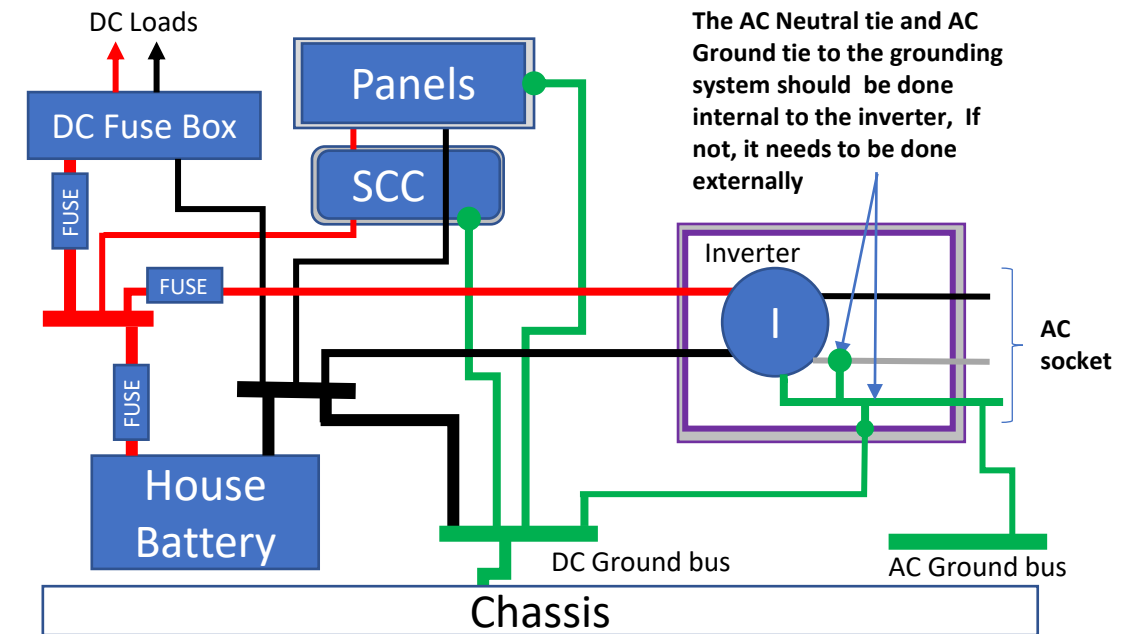 DC Loads
The AC Neutral tie and AC
Ground tie to the grounding
system should  be done
internal to the inverter,  If
not, it needs to be done
externally
Panels
DC Fuse Box
SCC
FUSE
FUSE
Inverter
I
AC
socket
FUSE
House
Battery
DC Ground bus
AC Ground bus
Chassis